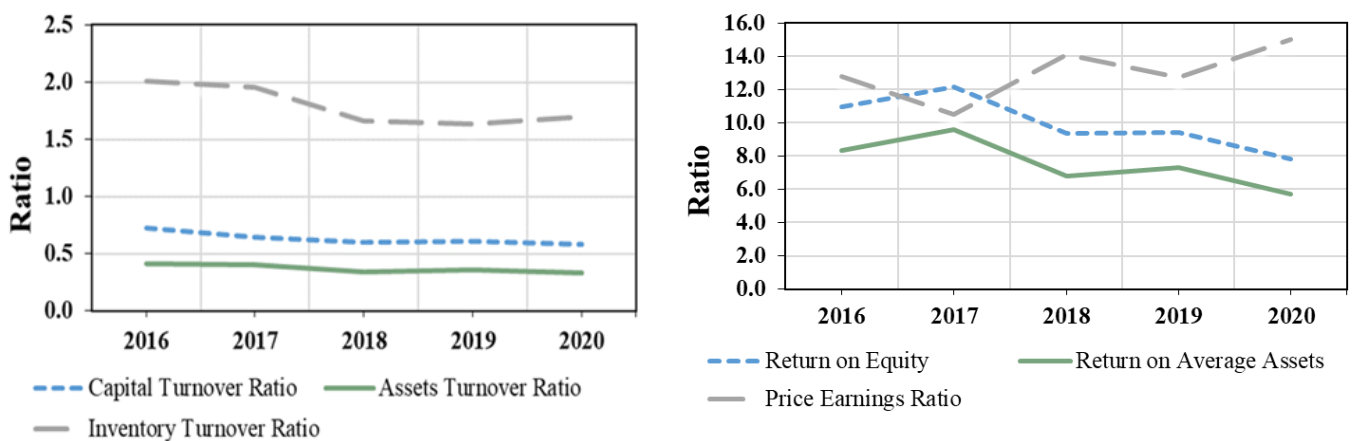 2.5
2.0
1.5
1.0
0.5
0.0
Ratio
2016 2017 2018 2019 2020
Capital Turnover Ratio Assets Turnover Ratio
Inventory Turnover Ratio
16.0
14.0
12.0
10.0
8.0
6.0
4.0
2.0
0.0
Ratio
2016 2017 2018 2019 2020
Return on Equity Return on Average Assets
Price Earnings Ratio